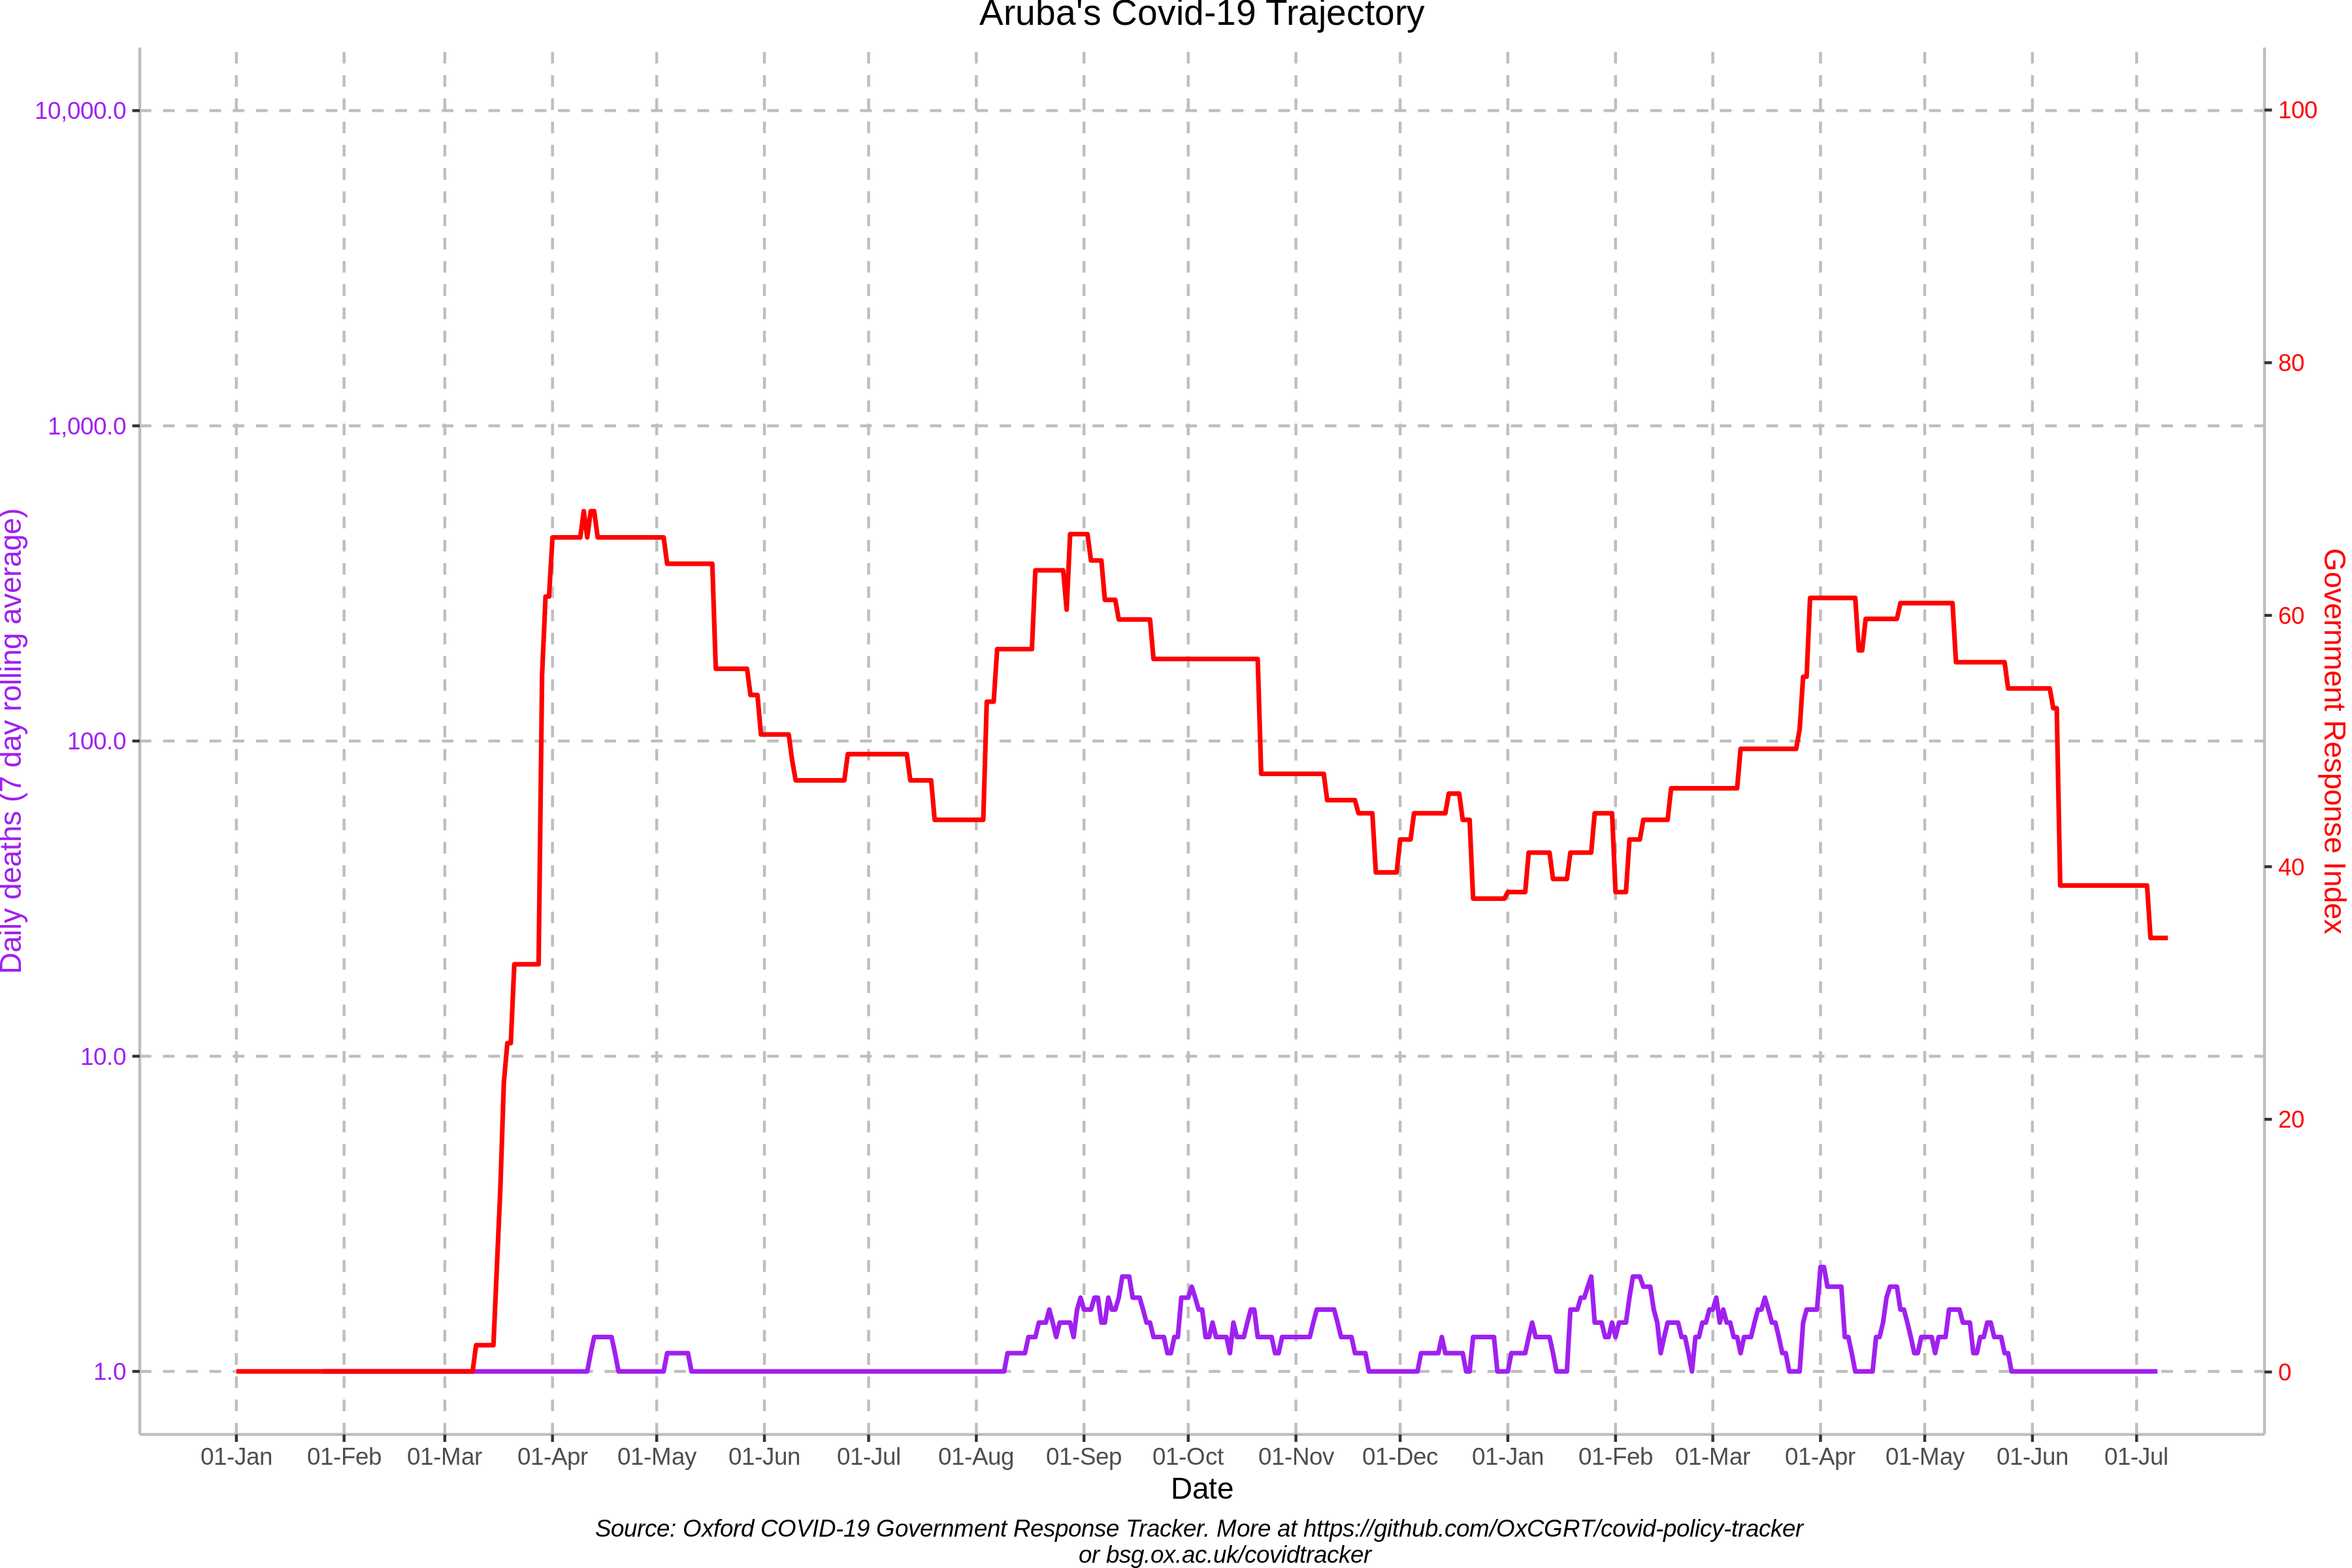 Aruba's Covid-19 Trajectory
Daily deaths (7 day rolling average)
10,000.0
1,000.0
100.0
10.0
1.0
100
80
60
40
20
0
Government Response Index
01-Jan 01-Feb 01-Mar 01-Apr 01-May 01-Jun 01-Jul 01-Aug 01-Sep 01-Oct 01-Nov 01-Dec 01-Jan 01-Feb 01-Mar 01-Apr 01-May 01-Jun 01-Jul
Date
Source: Oxford COVID-19 Government Response Tracker. More at https://github.com/OxCGRT/covid-policy-tracker
or bsg.ox.ac.uk/covidtracker